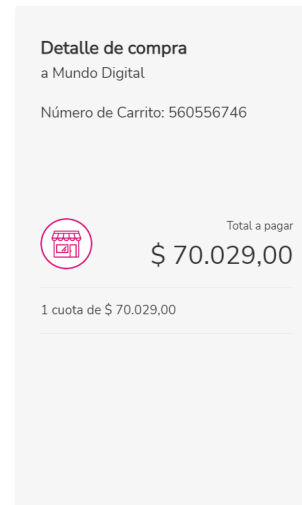 Detalle de compra
a Mundo Digital
Número de Carrito: 560556746
Total a pagar
$ 70.029,00
1 cuota de $ 70.029,00